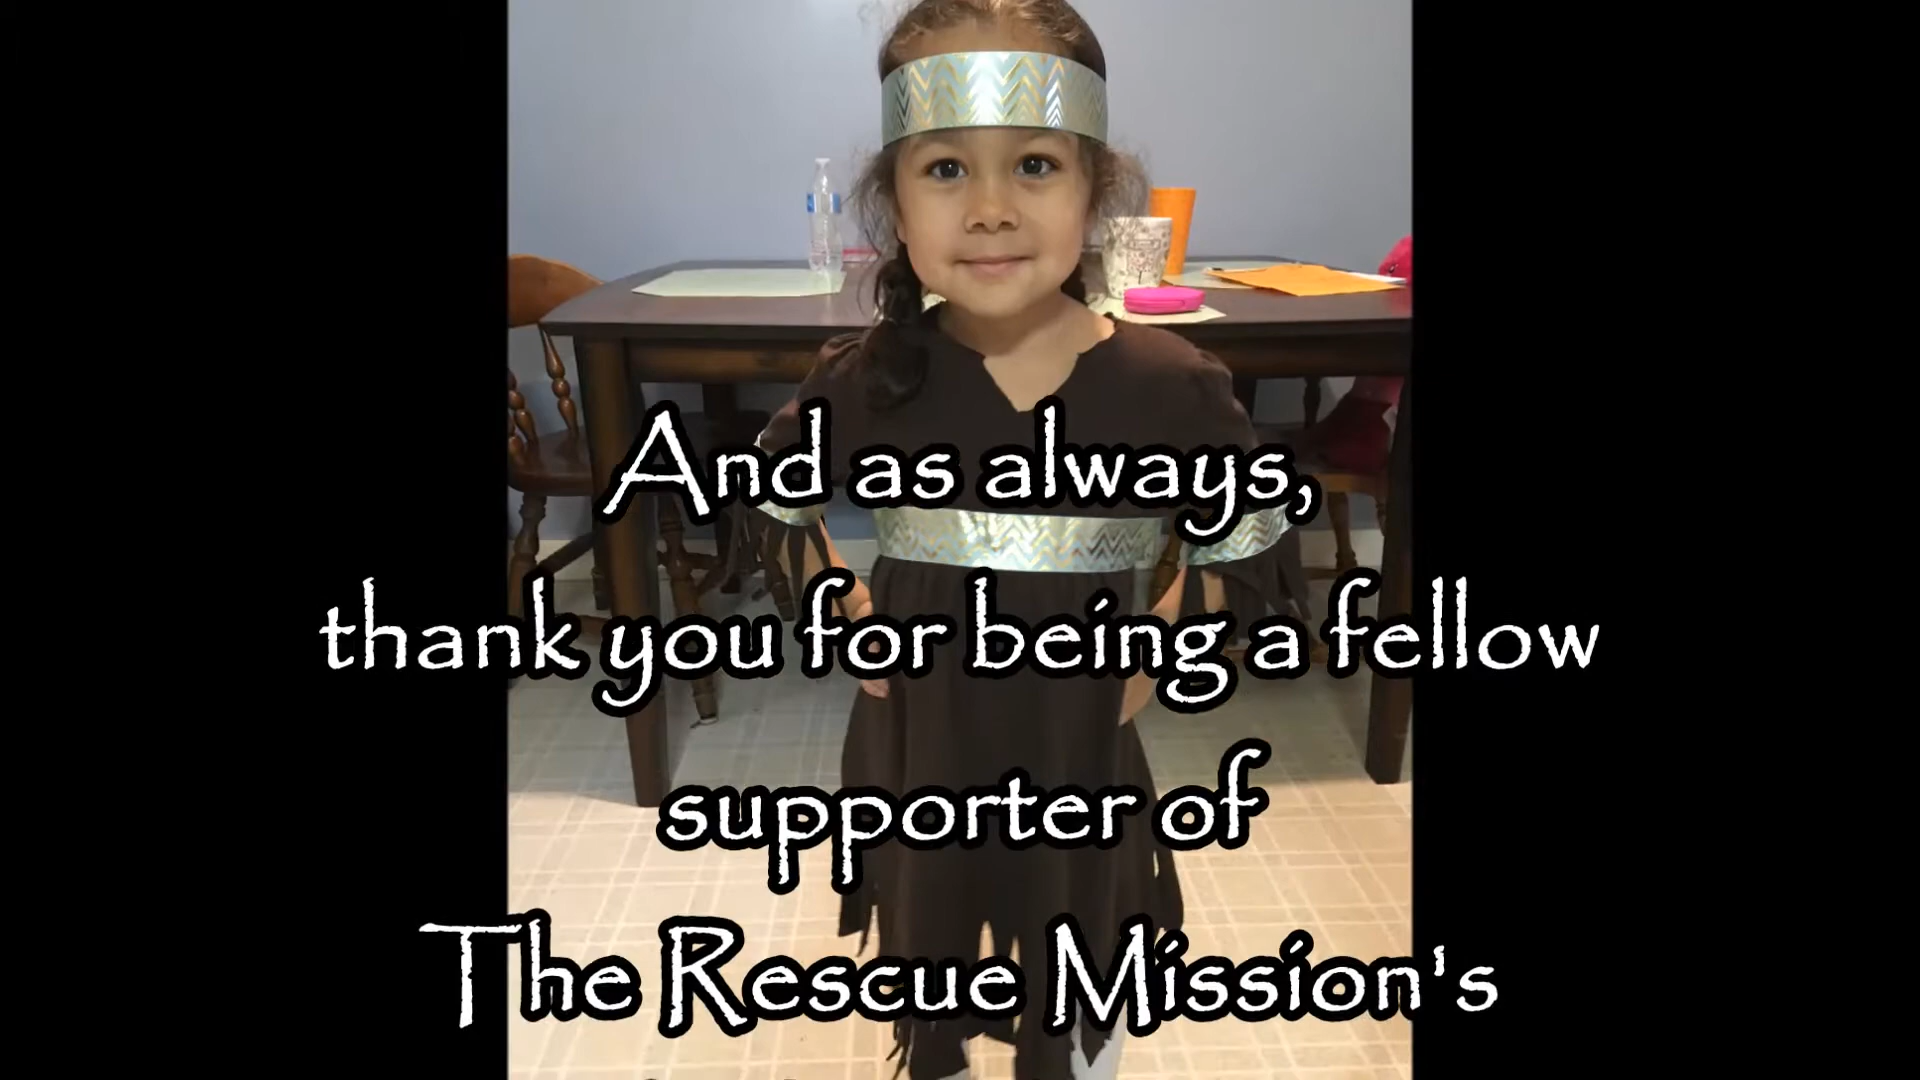 And as always,
thank you for being a fellow
supporter of
The Rescue Mission's